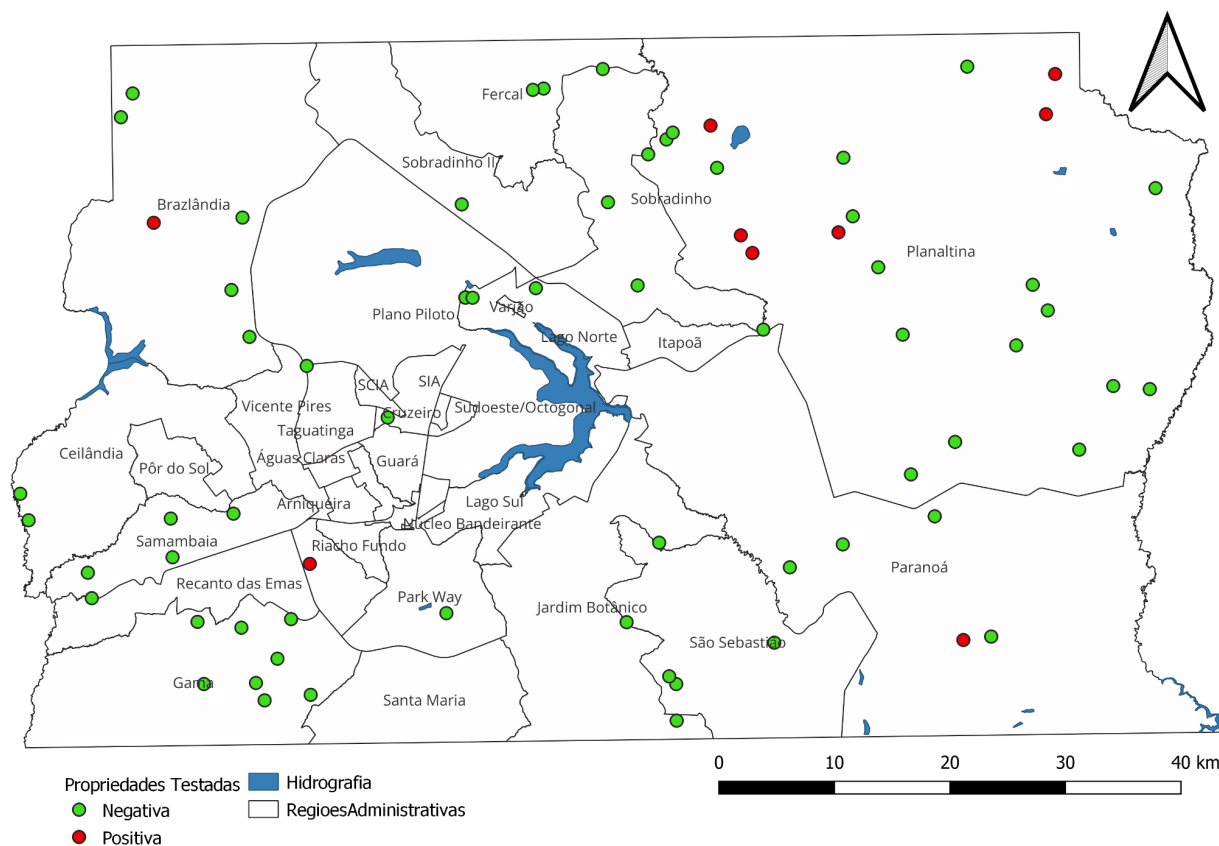 Fercal
Sobradinho II
Brazlândia
Sobradinho
Planaltina
Plano Piloto
Varjão
Lago Norte
Itapoã
SCIA
SIA
Vicente Pires
Cruzeiro
Sudoeste/Octogonal
Taguatinga
Ceilândia
Pôr do Sol
Águas Claras
Guará
Arniqueira
Lago Sul
Núcleo Bandeirante
Samambaia
Riacho Fundo
Recanto das Emas
Park Way
Paranoá
Jardim Botânico
São Sebastião
Gama
Santa Maria
0 10 20 30 40 km
Propriedades Testadas
Negativa
Positiva
Hidrografia
RegioesAdministrativas